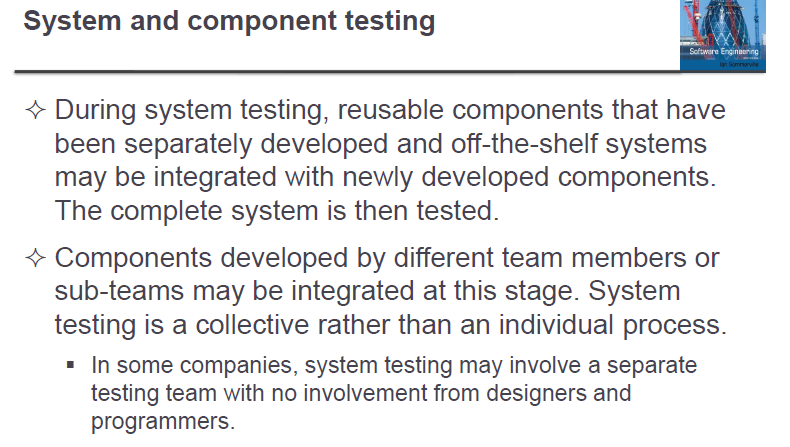 System and component testing
Software Engineering
Ian Sommerville
✧ During system testing, reusable components that have
been separately developed and off-the-shelf systems
may be integrated with newly developed components.
The complete system is then tested.
✧ Components developed by different team members or
sub-teams may be integrated at this stage. System
testing is a collective rather than an individual process.
▪ In some companies, system testing may involve a separate
testing team with no involvement from designers and
programmers.